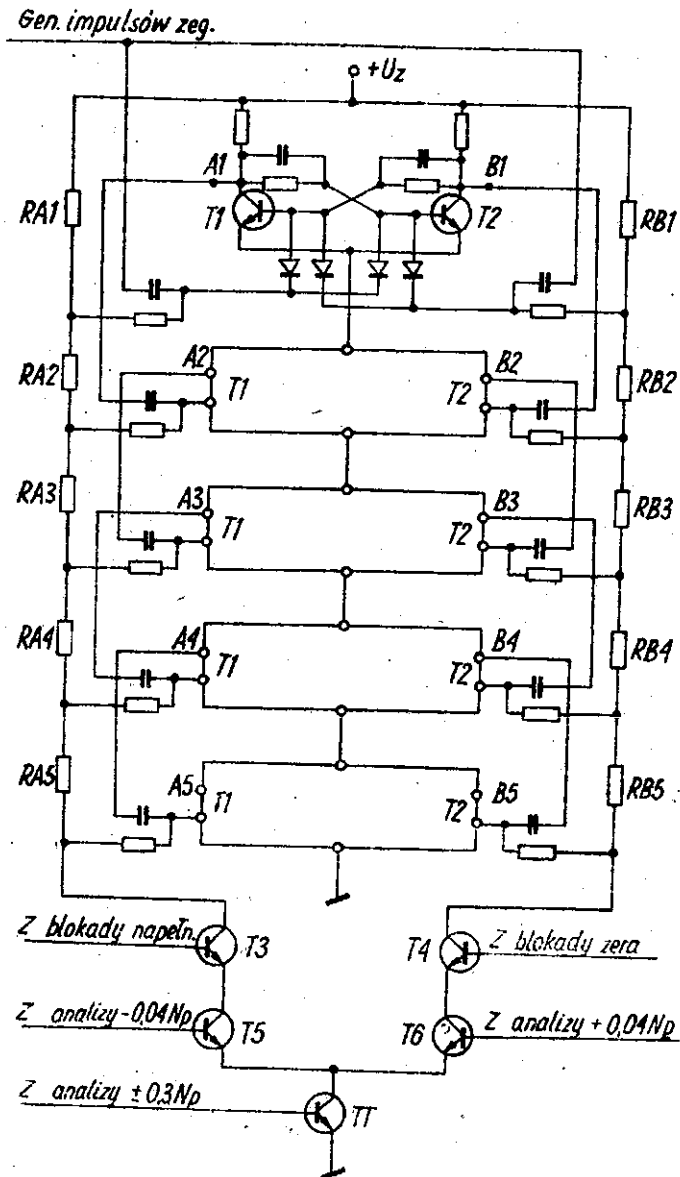 Gen. impulsów zeg.
+Uz
A1
B1
T1
T2
RA1
RB1
A2
B2
RA2
T1
T2
RB2
A3
B3
RA3
T1
T2
RB3
A4
B4
RA4
T1
T2
RB4
A5
B5
RA5
T1
T2
RB5
Z blokady napełn.
T3
T4
Z blokady zera
Z analizy -0,04Np
T5
T6
Z analizy +0,04Np
Z analizy ±0,3Np
TT